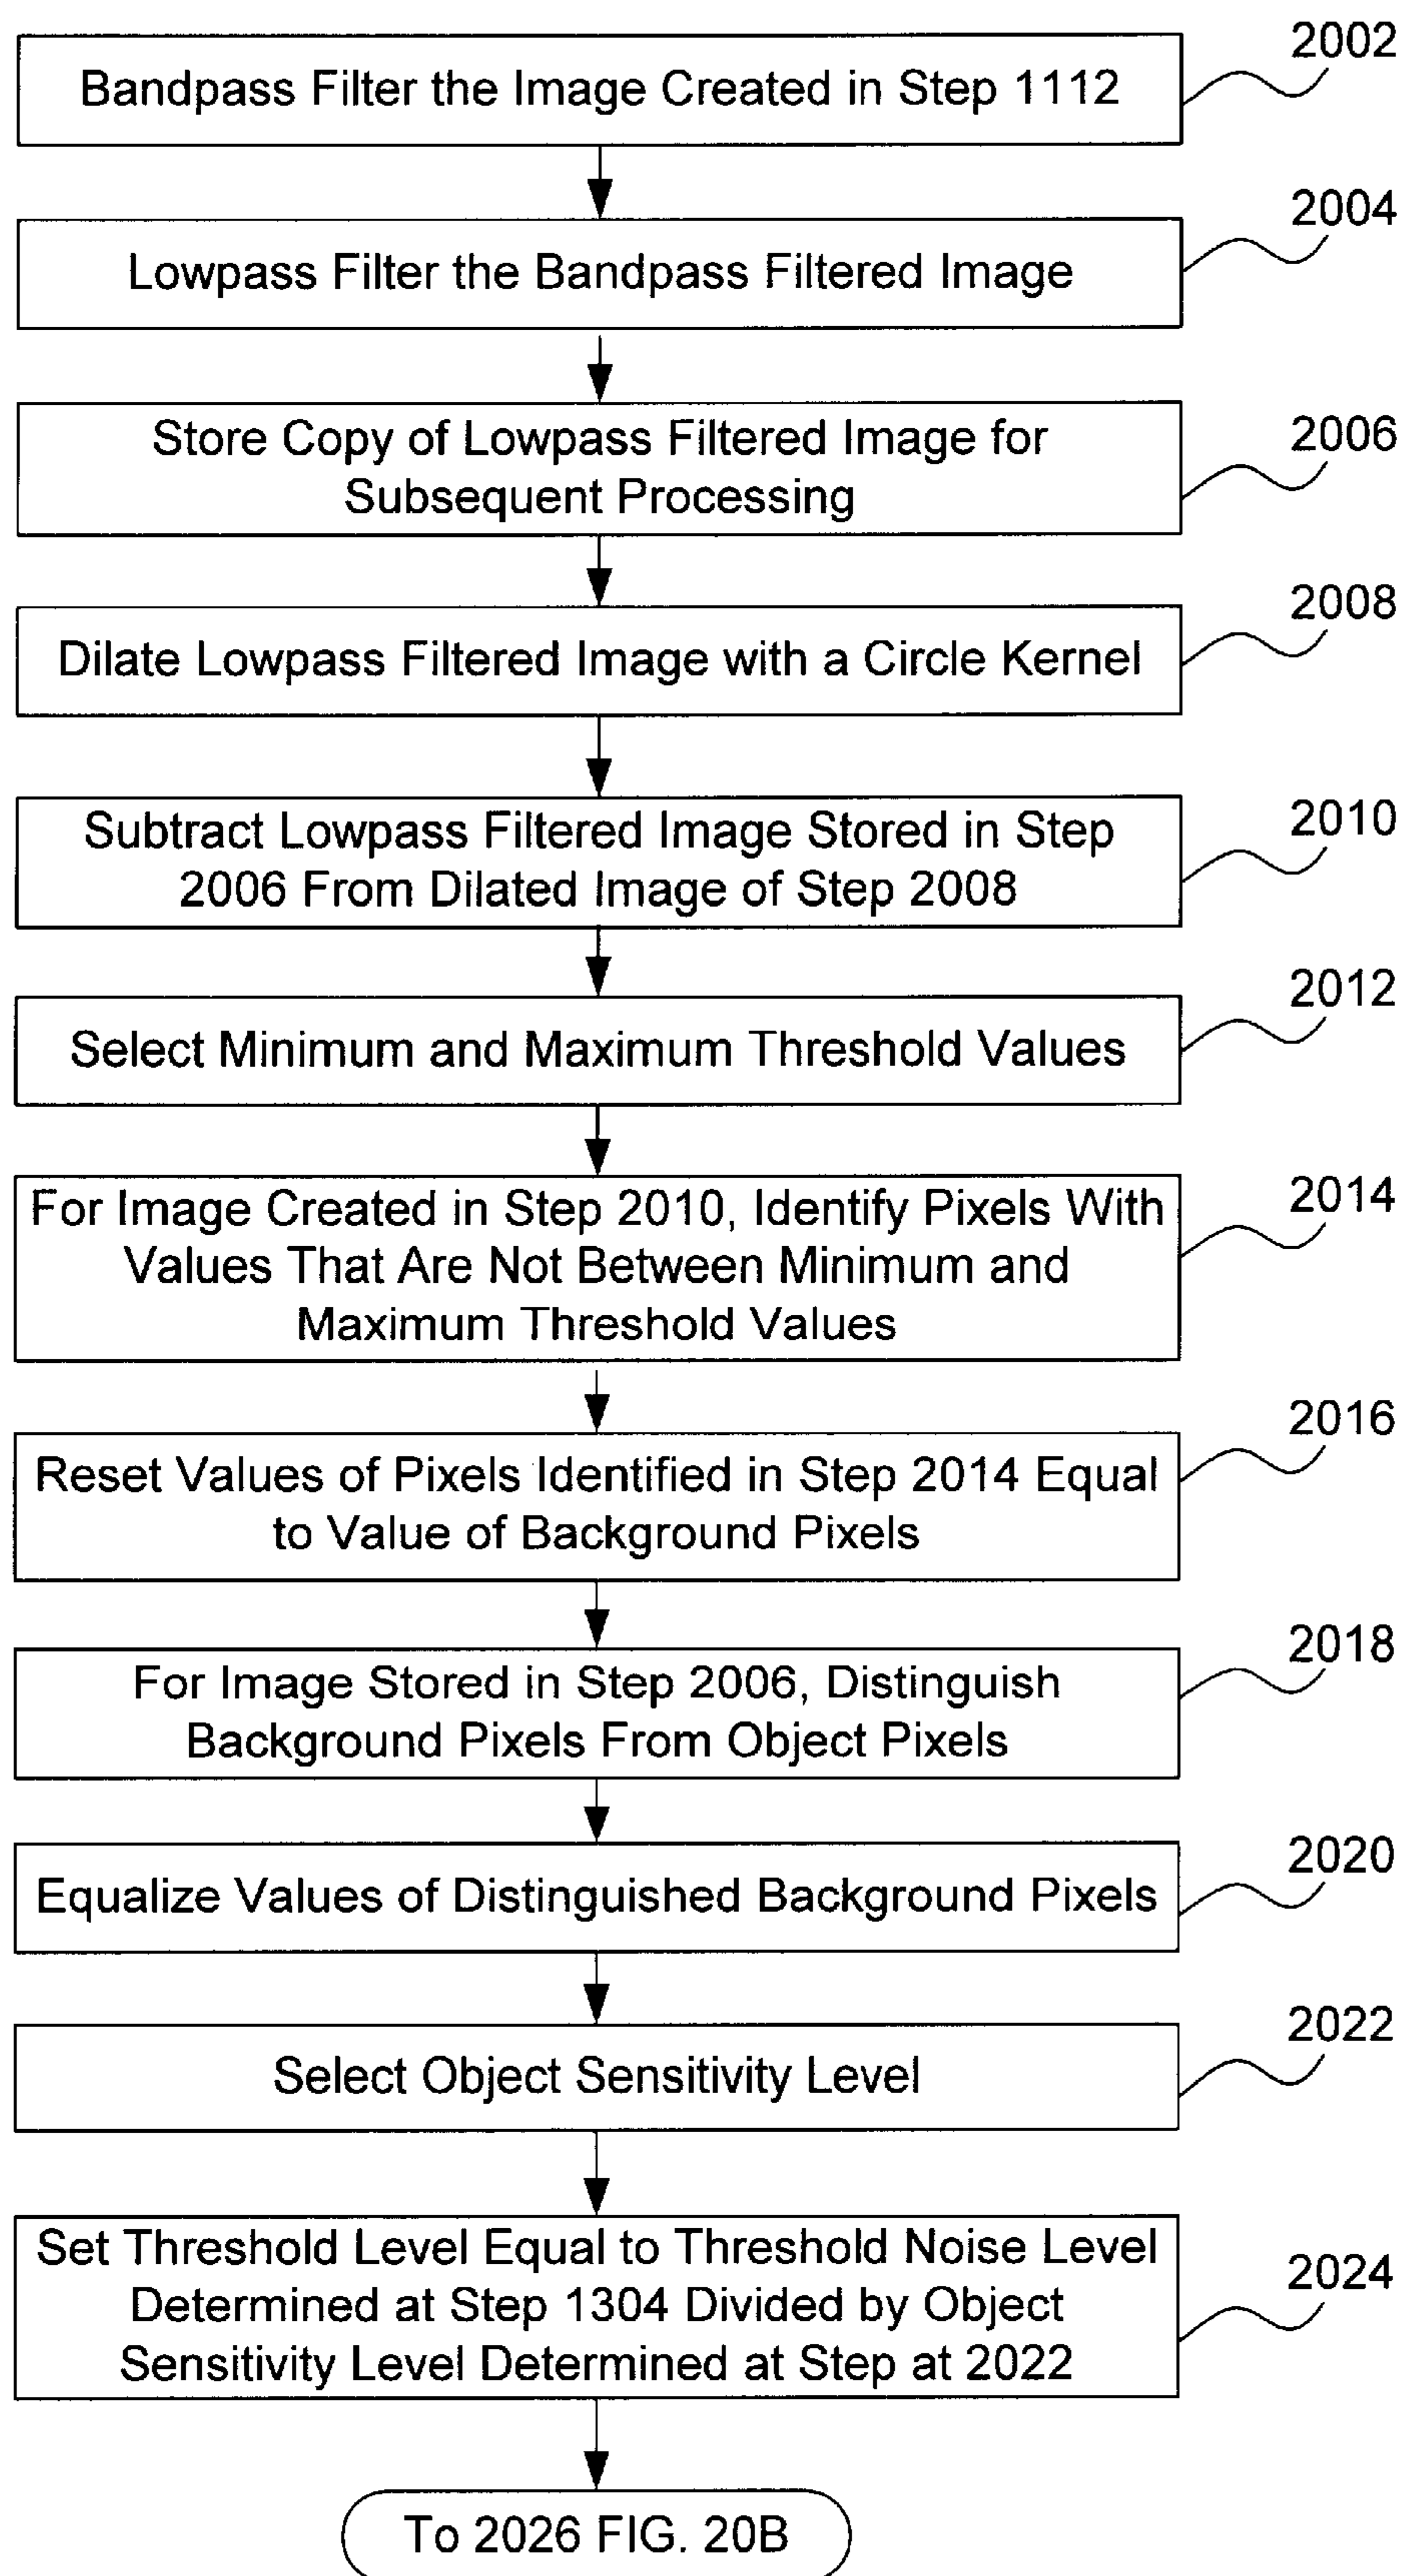 2002
Bandpass Filter the Image Created in Step 1112
2004
Lowpass Filter the Bandpass Filtered Image
2006
Store Copy of Lowpass Filtered Image for
Subsequent Processing
2008
Dilate Lowpass Filtered Image with a Circle Kernel
2010
Subtract Lowpass Filtered Image Stored in Step
2006 From Dilated Image of Step 2008
2012
Select Minimum and Maximum Threshold Values
2014
For Image Created in Step 2010, Identify Pixels With
Values That Are Not Between Minimum and
Maximum Threshold Values
2016
Reset Values of Pixels Identified in Step 2014 Equal
to Value of Background Pixels
2018
For Image Stored in Step 2006, Distinguish
Background Pixels From Object Pixels
2020
Equalize Values of Distinguished Background Pixels
2022
Select Object Sensitivity Level
2024
Set Threshold Level Equal to Threshold Noise Level
Determined at Step 1304 Divided by Object
Sensitivity Level Determined at Step at 2022
To 2026 FIG. 20B